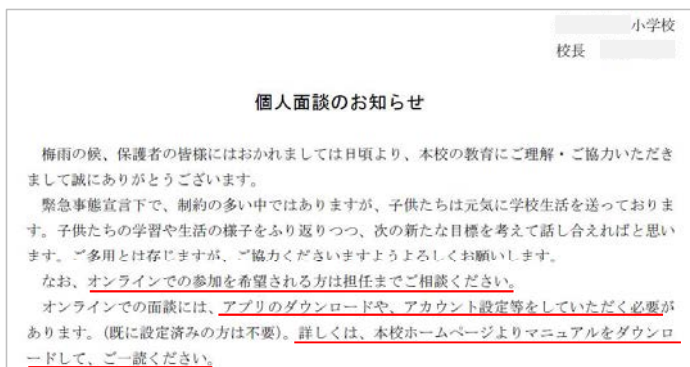 小学校
校長
個人面談のお知らせ
梅雨の候、保護者の皆様にはおかれましては日頃より、本校の教育にご理解・ご協力いただき
まして誠にありがとうございます。
緊急事態宣言下で、制約の多い中ではありますが、子供たちは元気に学校生活を送っておりま
す。子供たちの学習や生活の様子をふり返りつつ、次の新たな目標を考えて話し合えればと思い
ます。ご多用とは存じますが、ご協力くださいますようよろしくお願いします。
なお、オンラインでの参加を希望される方は担任までご相談ください。
オンラインでの面談には、アプリのダウンロードや、アカウント設定等をしていただく必要が
あります。(既に設定済みの方は不要)。詳しくは、本校ホームページよりマニュアルをダウンロ
ードして、ご一読ください。